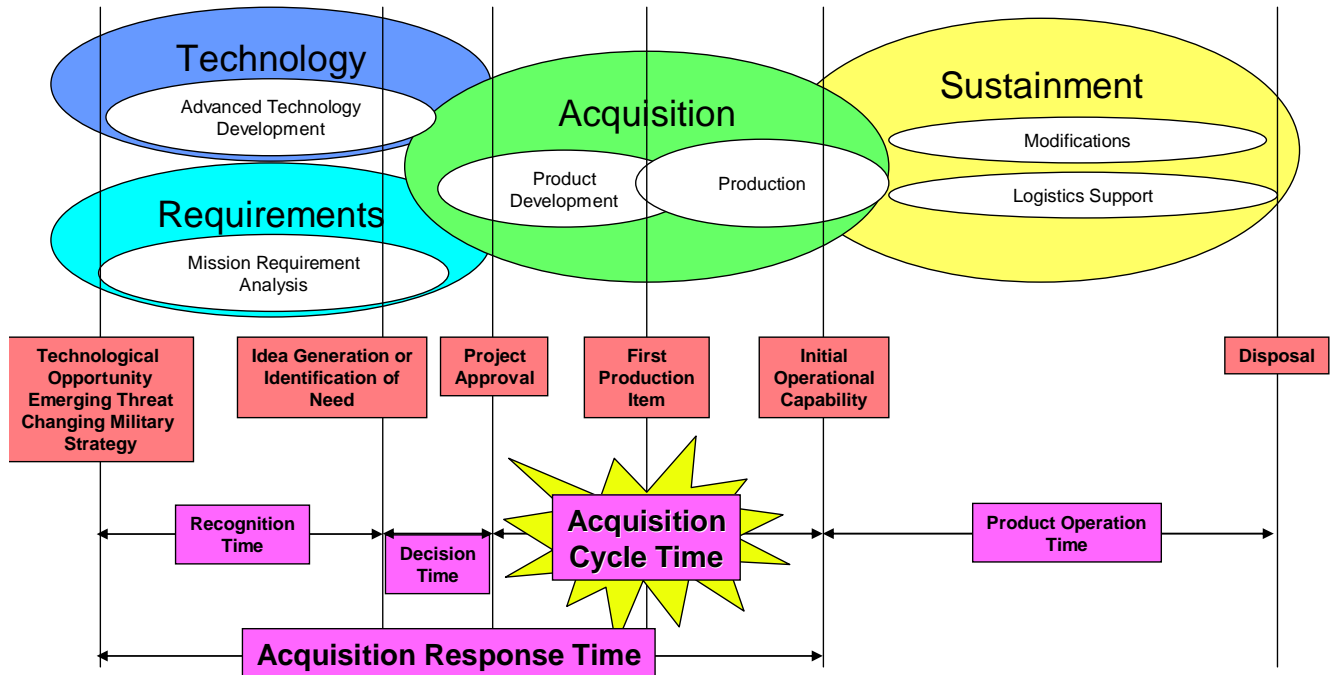 Technology
Advanced Technology
Development
Requirements
Mission Requirement
Analysis
Acquisition
Product
Development
Production
Sustainment
Modifications
Logistics Support
Technological
Opportunity
Emerging Threat
Changing Military
Strategy
Idea Generation or
Identification of
Need
Project
Approval
First
Production
Item
Initial
Operational
Capability
Disposal
Recognition
Time
Decision
Time
Acquisition
Cycle Time
Product Operation
Time
Acquisition Response Time